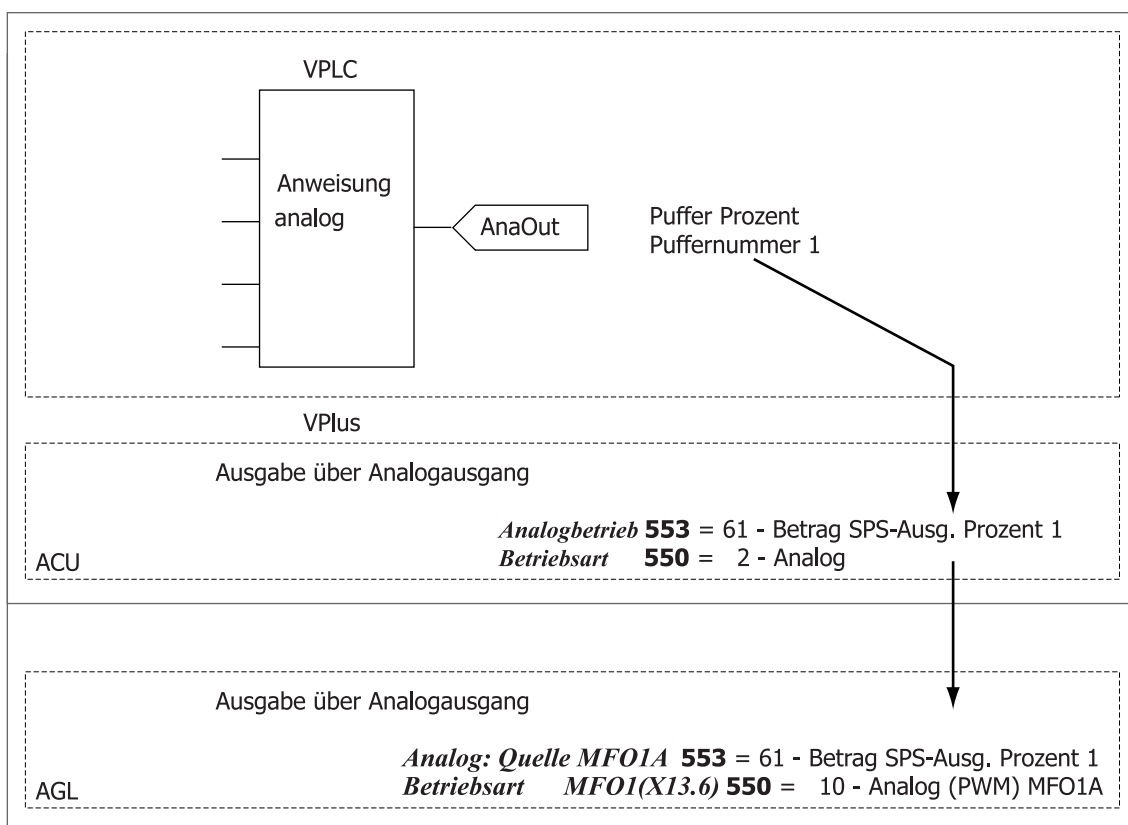 VPLC
Anweisung
analog
AnaOut
Puffer Prozent
Puffernummer 1
VPlus
Ausgabe über Analogausgang
Analogbetrieb 553 = 61 - Betrag SPS-Ausg. Prozent 1
Betriebsart 550 = 2 - Analog
ACU
Ausgabe über Analogausgang
Analog: Quelle MFO1A 553 = 61 - Betrag SPS-Ausg. Prozent 1
Betriebsart MFO1(X13.6) 550 = 10 - Analog (PWM) MFO1A
AGL